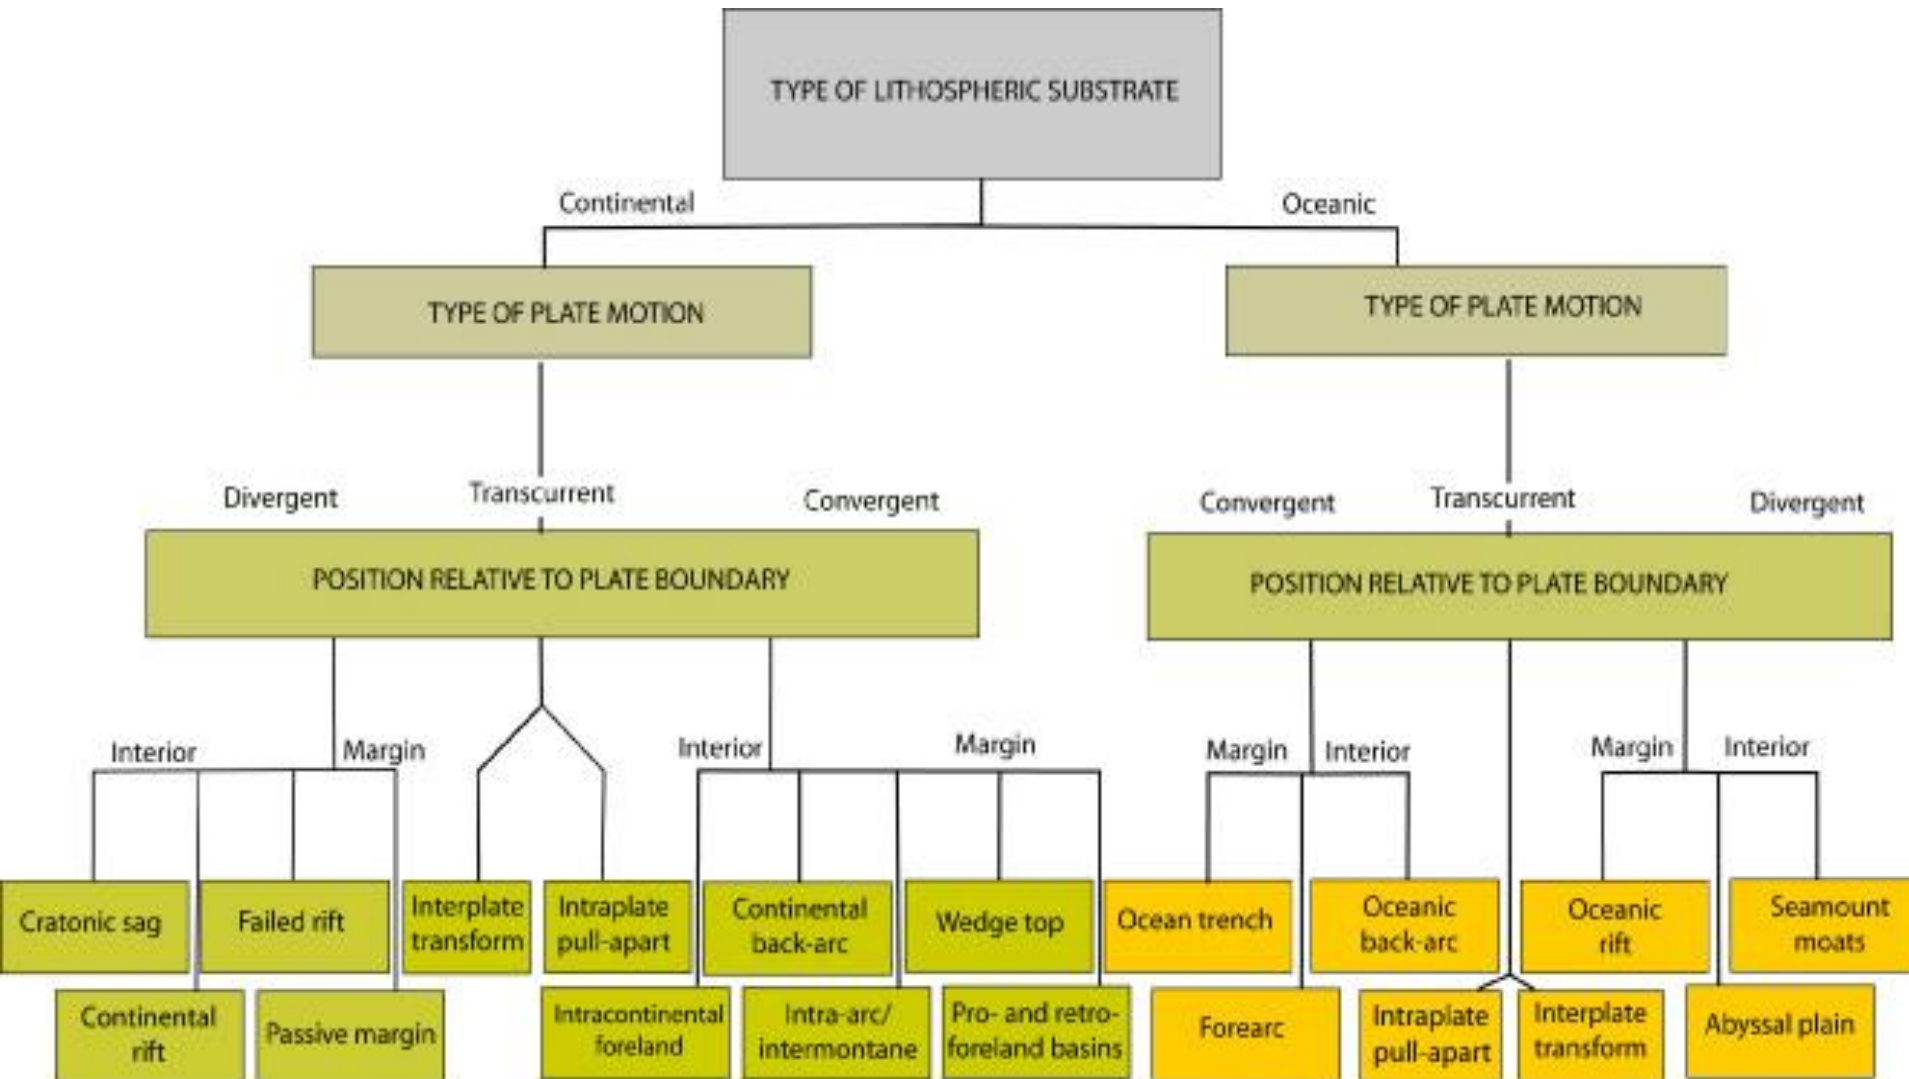 TYPE OF LITHOSPHERIC SUBSTRATE
Continental
Oceanic
TYPE OF PLATE MOTION
TYPE OF PLATE MOTION
Divergent
Transcurrent
Convergent
Convergent
Transcurrent
Divergent
POSITION RELATIVE TO PLATE BOUNDARY
POSITION RELATIVE TO PLATE BOUNDARY
Interior
Margin
Interior
Margin
Margin
Interior
Margin
Interior
Cratonic sag
Failed rift
Interplate
transform
Intraplate
pull-apart
Continental
back-arc
Wedge top
Ocean trench
Oceanic
back-arc
Oceanic
rift
Seamount
moats
Continental
rift
Passive margin
Intracontinental
foreland
Intra-arc/
intermontane
Pro- and retro-
foreland basins
Forearc
Intraplate
pull-apart
Interplate
transform
Abyssal plain